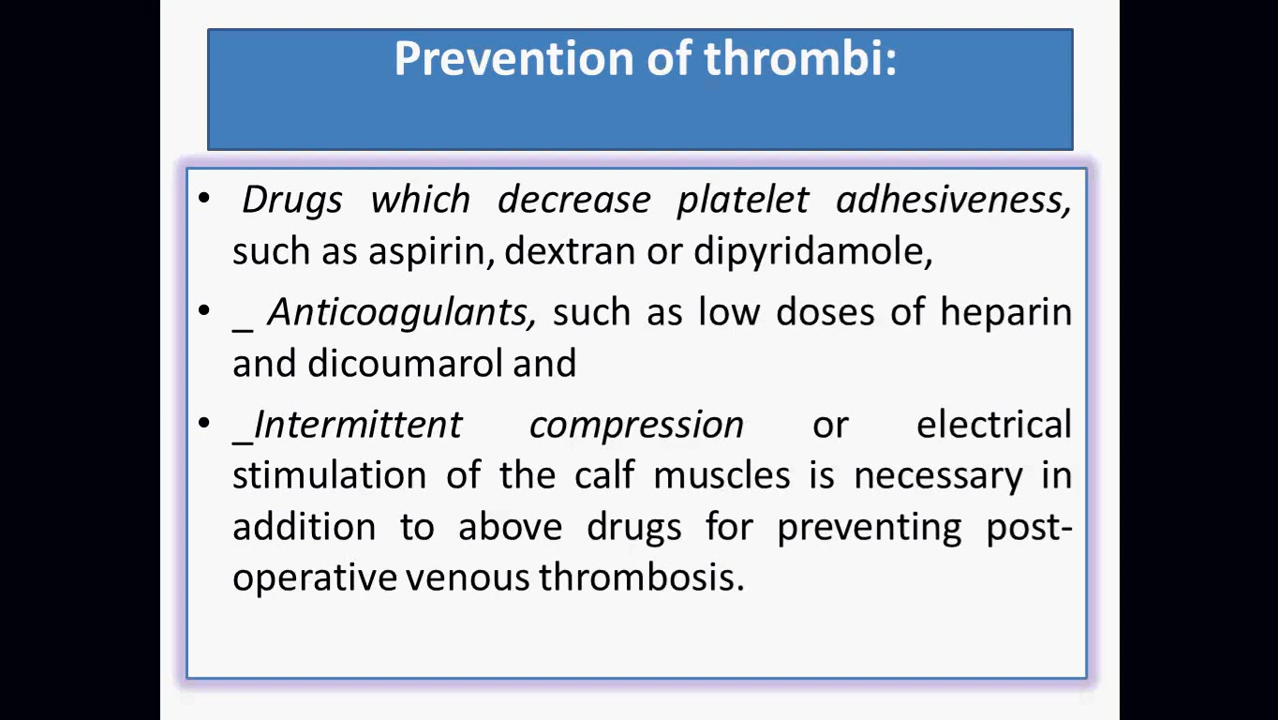 Prevention of thrombi:
• Drugs which decrease platelet adhesiveness,
such as aspirin, dextran or dipyridamole,
• _ Anticoagulants, such as low doses of heparin
and dicoumarol and
• _Intermittent compression or electrical
stimulation of the calf muscles is necessary in
addition to above drugs for preventing post-
operative venous thrombosis.